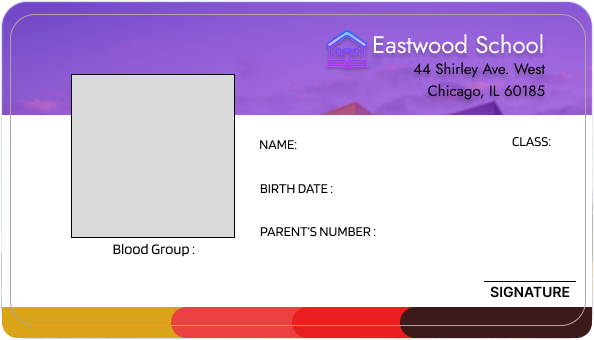 Eastwood School
44 Shirley Ave. West
Chicago, IL 60185
NAME:
CLASS:
BIRTH DATE :
PARENT'S NUMBER :
Blood Group :
SIGNATURE